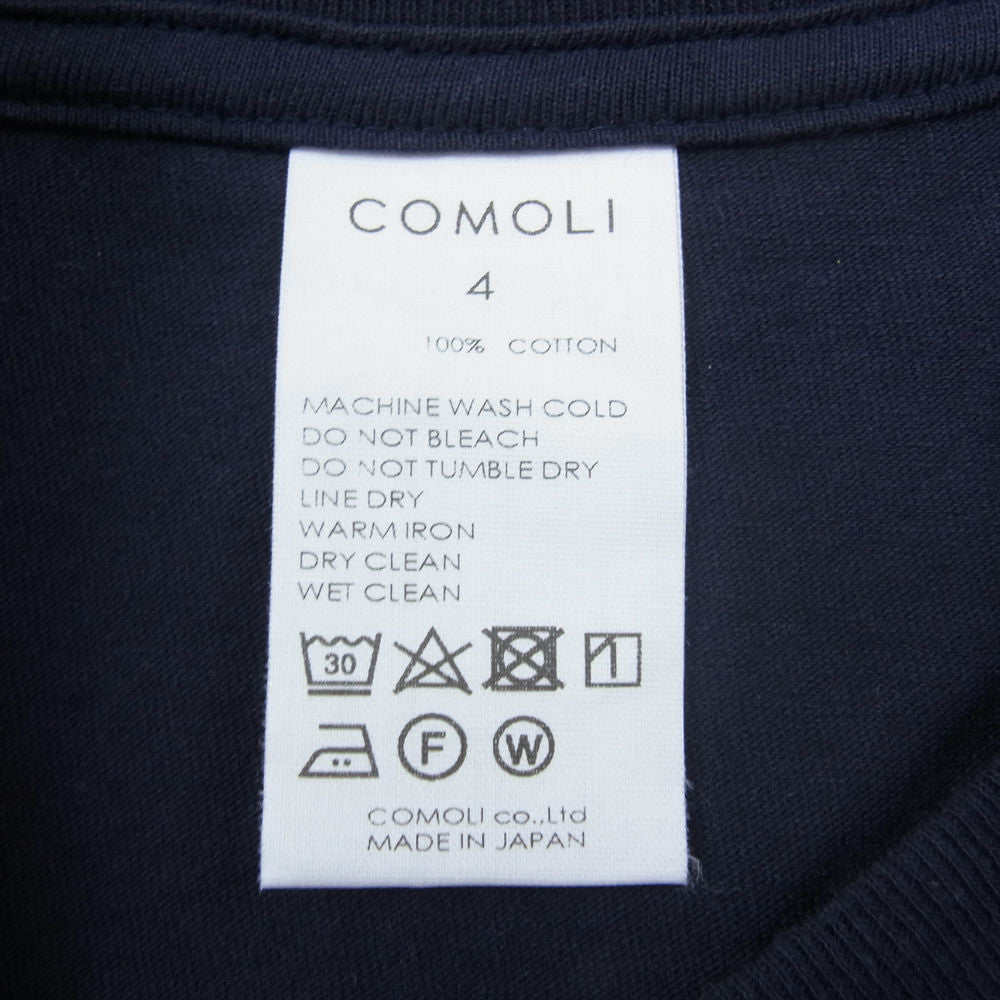 COMOLI
4
100% COTTON
MACHINE WASH COLD
DO NOT BLEACH
DO NOT TUMBLE DRY
LINE DRY
WARM IRON
DRY CLEAN
WET CLEAN
30
F W
COMOLI co.,Ltd
MADE IN JAPAN